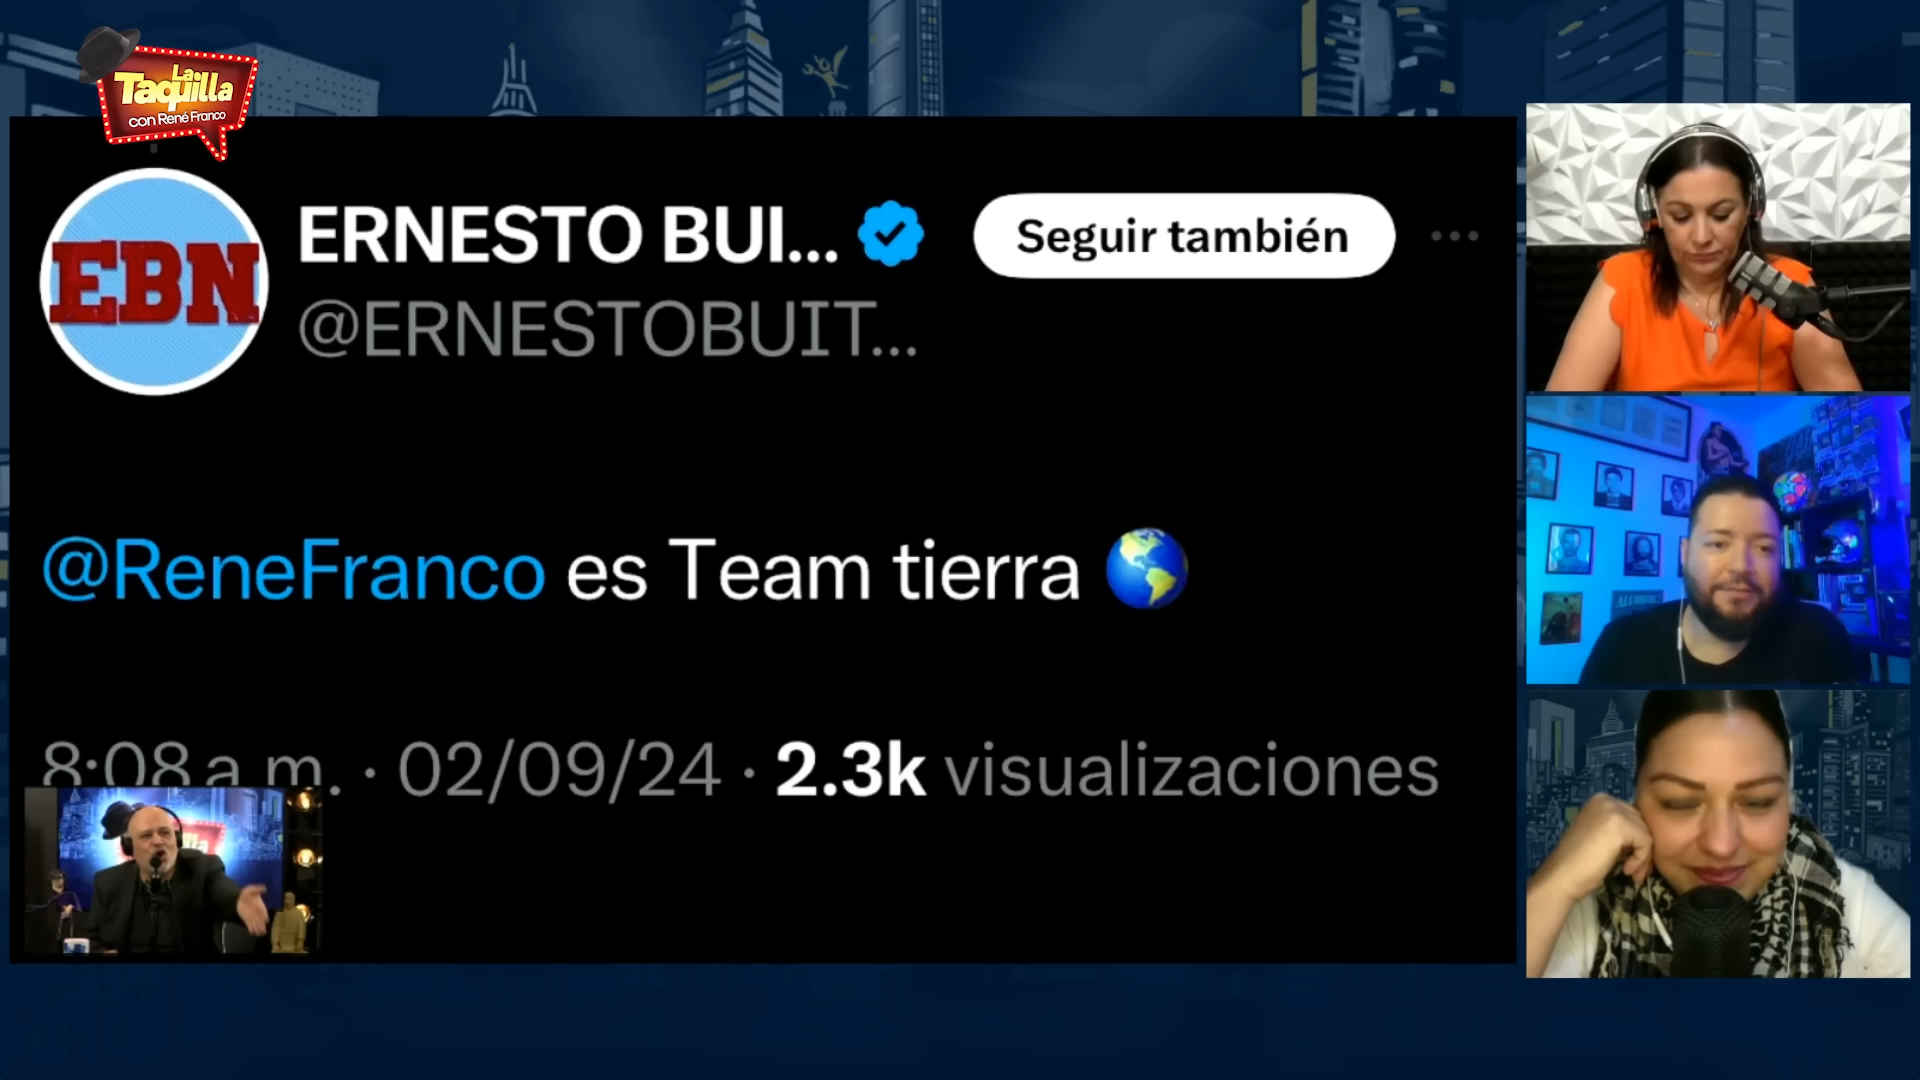 La
Taquilla
con René Franco
EBN
ERNESTO BUI...
Seguir también
@ERNESTOBUIT...
@ReneFranco es Team tierra 🌎
8:08 a.m. · 02/09/24 · 2.3k visualizaciones